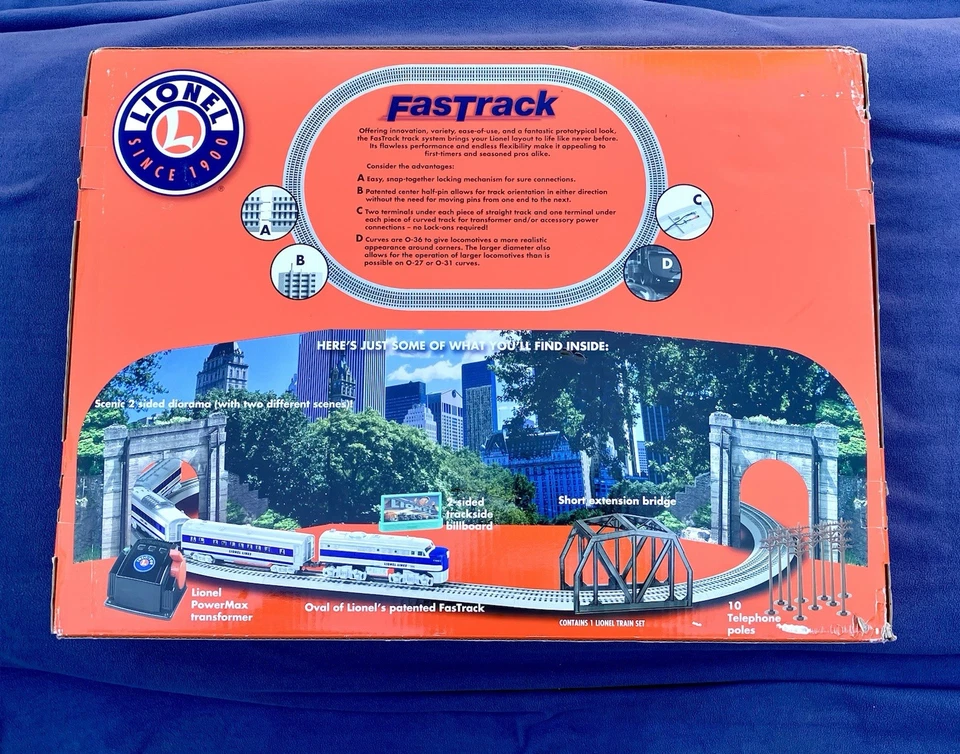 LIONEL
SINCE 1900
L
®
FasTrack
Offering innovation, variety, ease-of-use, and a fantastic prototypical look,
the FasTrack track system brings your Lionel layout to life like never before.
Its flawless performance and endless flexibility make it appealing to
first-timers and seasoned pros alike.
Consider the advantages:
A Easy, snap-together locking mechanism for sure connections.
B Patented center half-pin allows for track orientation in either direction
without the need for moving pins from one end to the next.
C Two terminals under each piece of straight track and one terminal under
each piece of curved track for transformer and/or accessory power
connections – no Lock-ons required!
D Curves are O-36 to give locomotives a more realistic
appearance around corners. The larger diameter also
allows for the operation of larger locomotives than is
possible on O-27 or O-31 curves.
A
B
C
D
HERE'S JUST SOME OF WHAT YOU'LL FIND INSIDE:
Scenic 2 sided diorama (with two different scenes)!
2-sided
trackside
billboard
Short extension bridge
LIONEL LINES
LIONEL LINES
LIONEL
Lionel
PowerMax
transformer
Oval of Lionel's patented FasTrack
CONTAINS 1 LIONEL TRAIN SET
10
Telephone
poles